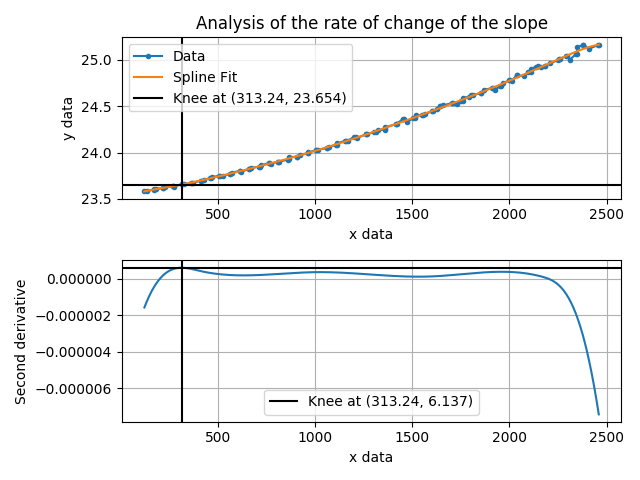 Analysis of the rate of change of the slope
25.0
24.5
24.0
23.5
y data
Data
Spline Fit
Knee at (313.24, 23.654)
500 1000 1500 2000 2500
x data
0.000000
−0.000002
−0.000004
−0.000006
Second derivative
Knee at (313.24, 6.137)
500 1000 1500 2000 2500
x data